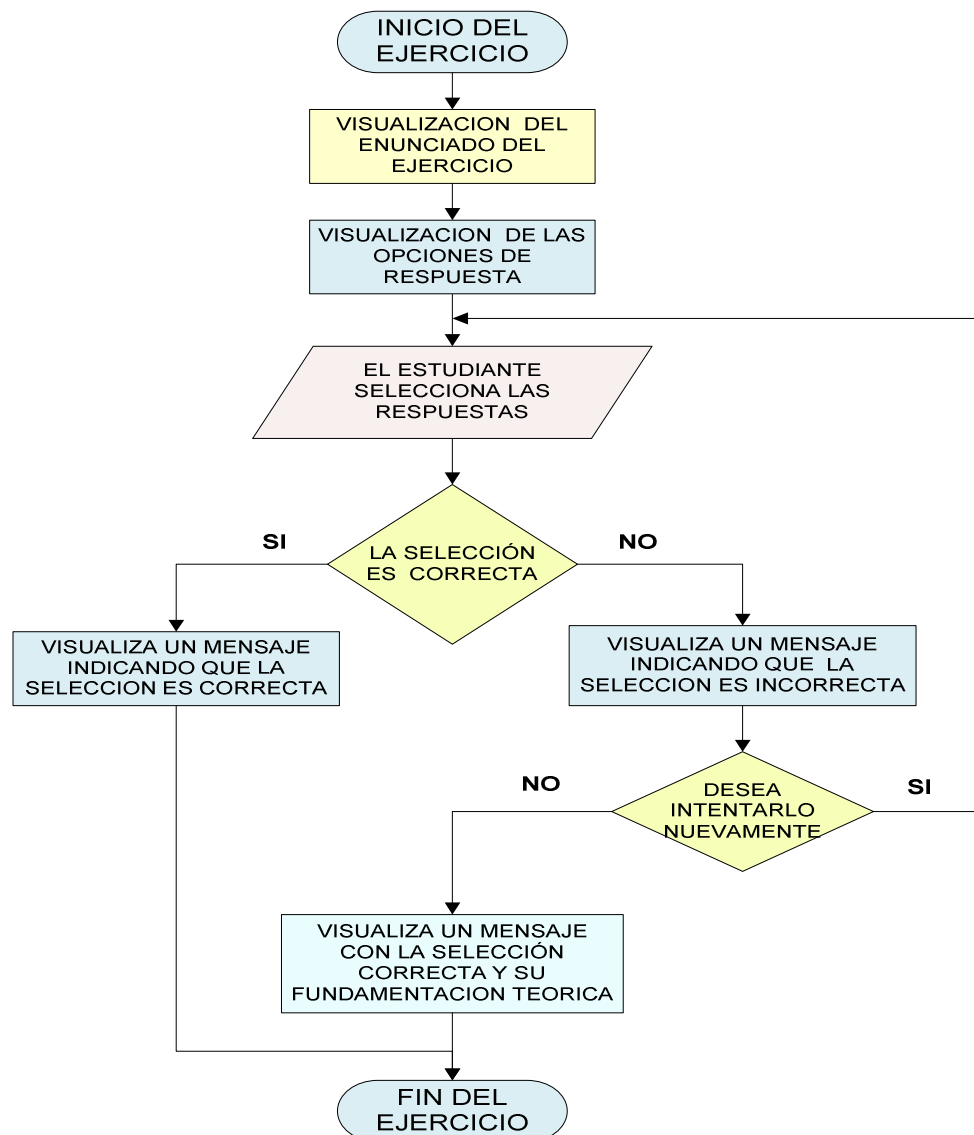 INICIO DEL
EJERCICIO
VISUALIZACION DEL
ENUNCIADO DEL
EJERCICIO
VISUALIZACION DE LAS
OPCIONES DE
RESPUESTA
EL ESTUDIANTE
SELECCIONA LAS
RESPUESTAS
SI
LA SELECCIÓN
ES CORRECTA
NO
VISUALIZA UN MENSAJE
INDICANDO QUE LA
SELECCION ES CORRECTA
VISUALIZA UN MENSAJE
INDICANDO QUE LA
SELECCION ES INCORRECTA
NO
DESEA
INTENTARLO
NUEVAMENTE
SI
VISUALIZA UN MENSAJE
CON LA SELECCIÓN
CORRECTA Y SU
FUNDAMENTACION TEORICA
FIN DEL
EJERCICIO